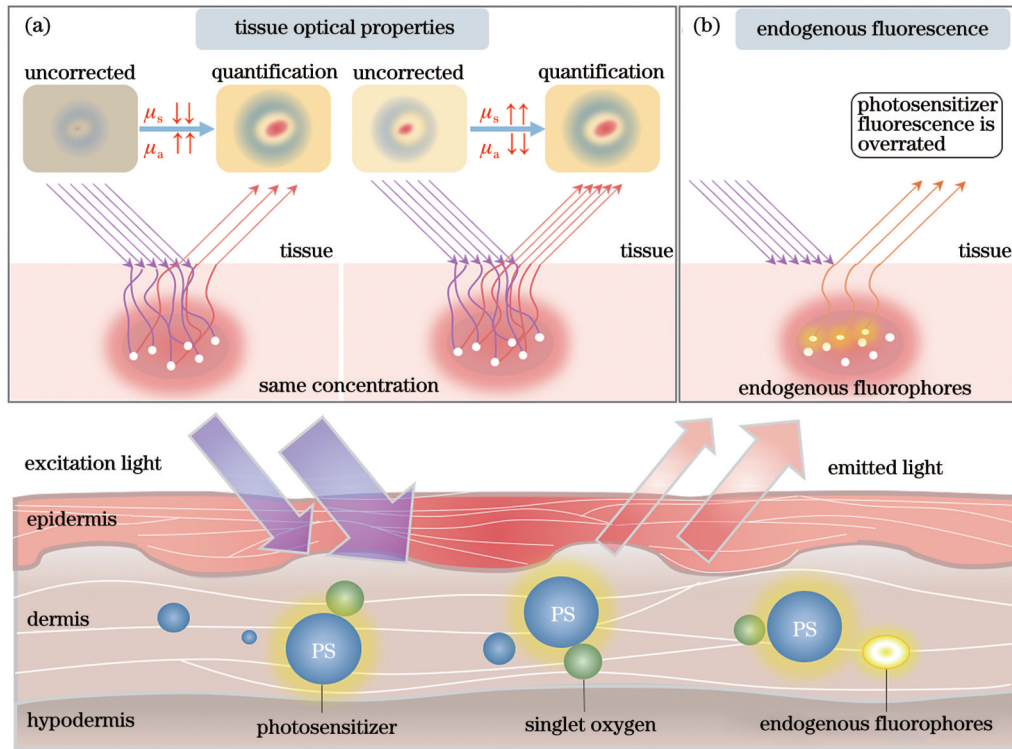 (a)
tissue optical properties
uncorrected
quantification
μs ↓↓
μa ↑↑
uncorrected
quantification
μs ↑↑
μa ↓↓
tissue
tissue
same concentration
(b)
endogenous fluorescence
photosensitizer
fluorescence is
overrated
tissue
endogenous fluorophores
excitation light
emitted light
epidermis
dermis
PS
PS
PS
hypodermis
photosensitizer
singlet oxygen
endogenous fluorophores